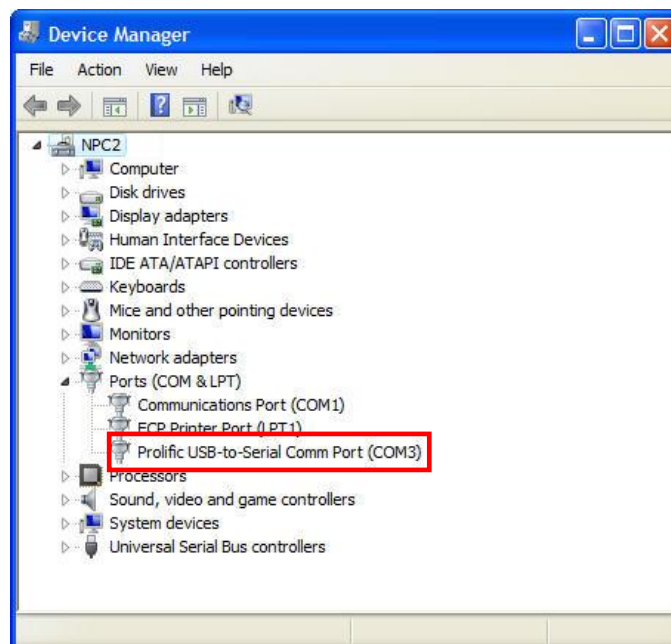 Device Manager
File Action View Help
NPC2
Computer
Disk drives
Display adapters
Human Interface Devices
IDE ATA/ATAPI controllers
Keyboards
Mice and other pointing devices
Monitors
Network adapters
Ports (COM & LPT)
Communications Port (COM1)
ECP Printer Port (LPT1)
Prolific USB-to-Serial Comm Port (COM3)
Processors
Sound, video and game controllers
System devices
Universal Serial Bus controllers